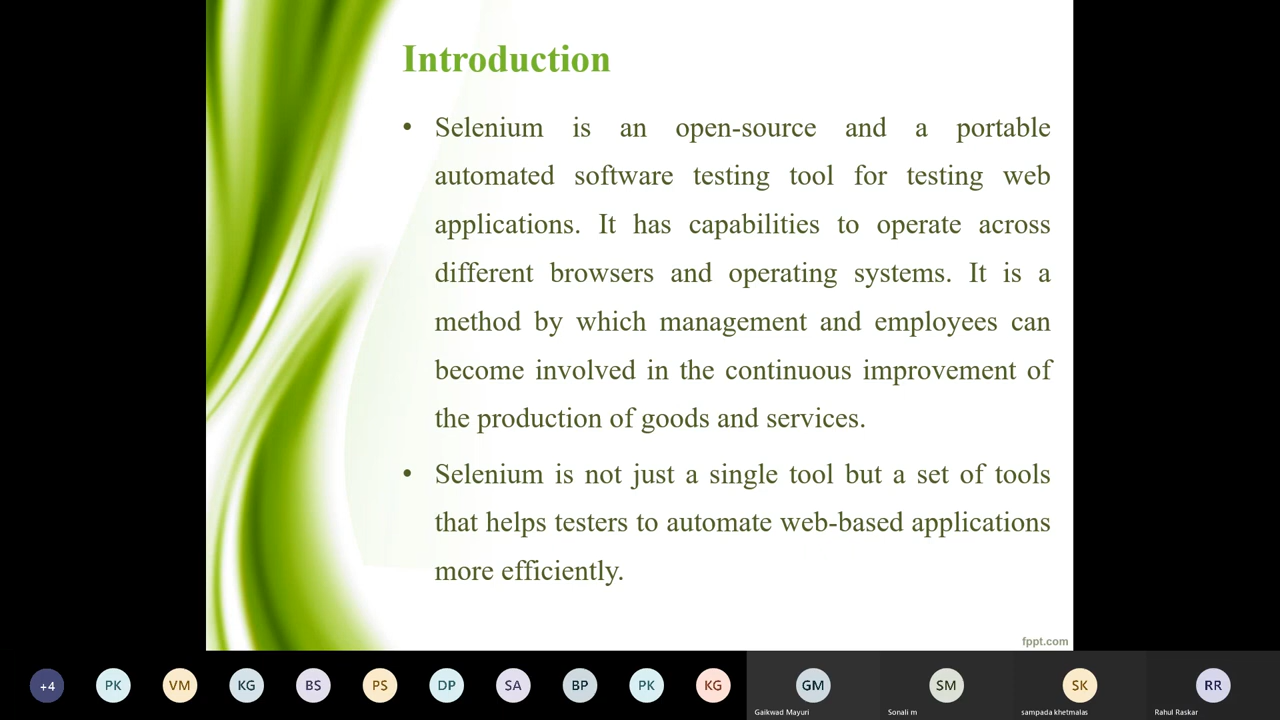 Introduction
• Selenium is an open-source and a portable
automated software testing tool for testing web
applications. It has capabilities to operate across
different browsers and operating systems. It is a
method by which management and employees can
become involved in the continuous improvement of
the production of goods and services.
• Selenium is not just a single tool but a set of tools
that helps testers to automate web-based applications
more efficiently.
fppt.com
+4 PK VM KG BS PS DP SA BP PK KG GM SM SK RR
Gaikwad Mayuri Sonali m sampada khetmalas Rahul Raskar